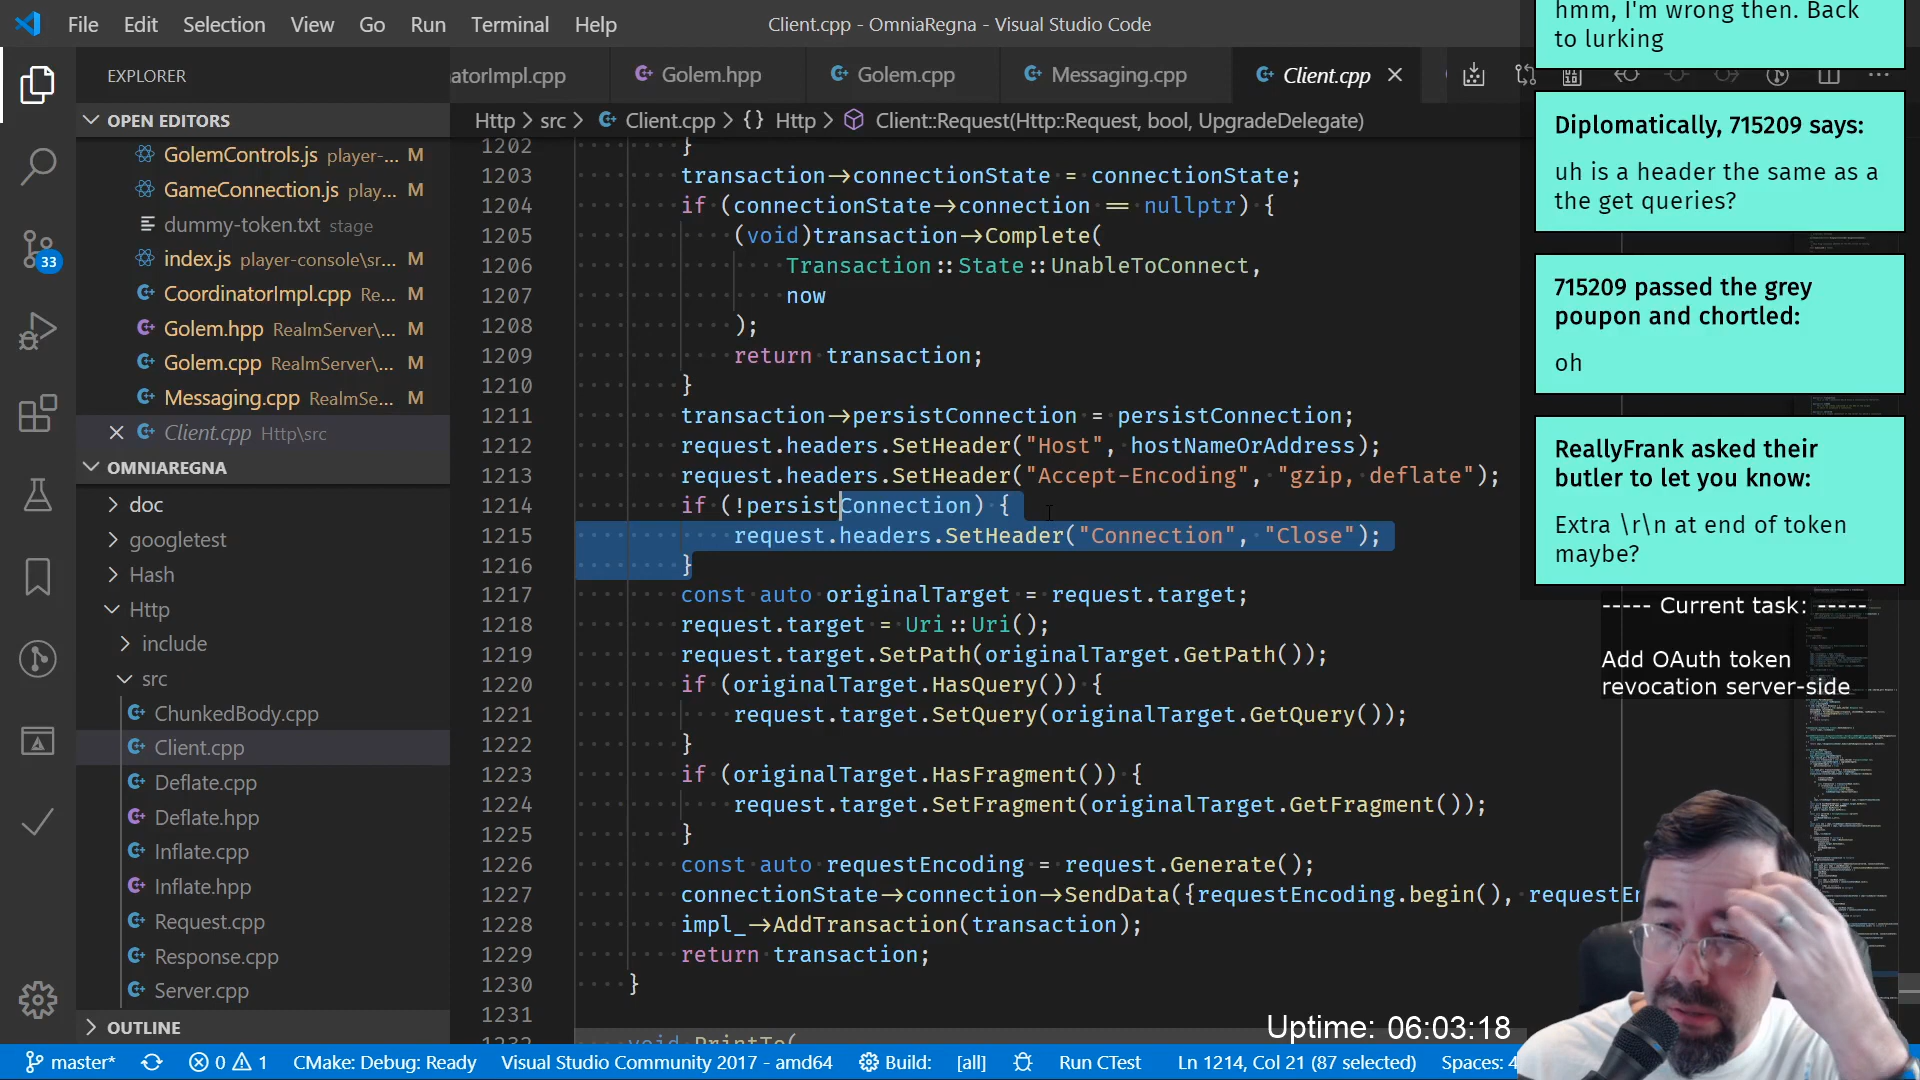 File Edit Selection View Go Run Terminal Help
Client.cpp - OmniaRegna - Visual Studio Code
hmm, I'm wrong then. Back
to lurking
EXPLORER
atorImpl.cpp Golem.hpp Golem.cpp Messaging.cpp Client.cpp
OPEN EDITORS
Http > src > Client.cpp > {} Http > Client::Request(Http::Request, bool, UpgradeDelegate)
GolemControls.js player-... M
GameConnection.js play... M
dummy-token.txt stage
index.js player-console\sr... M
CoordinatorImpl.cpp Re... M
Golem.hpp RealmServer\... M
Golem.cpp RealmServer\... M
Messaging.cpp RealmSe... M
Client.cpp Http\src
OMNIAREGNA
doc
googletest
Hash
Http
include
src
ChunkedBody.cpp
Client.cpp
Deflate.cpp
Deflate.hpp
Inflate.cpp
Inflate.hpp
Request.cpp
Response.cpp
Server.cpp
OUTLINE
33
1202 }
1203 transaction->connectionState = connectionState;
1204 if (connectionState->connection == nullptr) {
1205 (void)transaction->Complete(
1206 Transaction::State::UnableToConnect,
1207 now
1208 );
1209 return transaction;
1210 }
1211 transaction->persistConnection = persistConnection;
1212 request.headers.SetHeader("Host", hostNameOrAddress);
1213 request.headers.SetHeader("Accept-Encoding", "gzip, deflate");
1214 if (!persistConnection) {
1215 request.headers.SetHeader("Connection", "Close");
1216 }
1217 const auto originalTarget = request.target;
1218 request.target = Uri::Uri();
1219 request.target.SetPath(originalTarget.GetPath());
1220 if (originalTarget.HasQuery()) {
1221 request.target.SetQuery(originalTarget.GetQuery());
1222 }
1223 if (originalTarget.HasFragment()) {
1224 request.target.SetFragment(originalTarget.GetFragment());
1225 }
1226 const auto requestEncoding = request.Generate();
1227 connectionState->connection->SendData({requestEncoding.begin(), requestEn
1228 impl_->AddTransaction(transaction);
1229 return transaction;
1230 }
1231
1232 void PrintTo(
Diplomatically, 715209 says:
uh is a header the same as a
the get queries?
715209 passed the grey
poupon and chortled:
oh
ReallyFrank asked their
butler to let you know:
Extra \r\n at end of token
maybe?
----- Current task: -----
Add OAuth token
revocation server-side
Uptime: 06:03:18
master* 0 1 CMake: Debug: Ready Visual Studio Community 2017 - amd64 Build: [all] Run CTest Ln 1214, Col 21 (87 selected) Spaces: 4